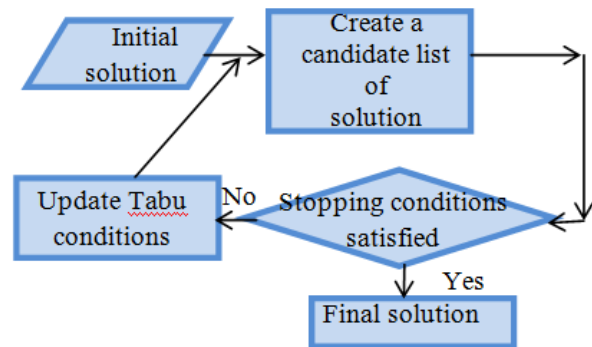 Initial
solution
Create a
candidate list
of
solution
Update Tabu
conditions
No
Stopping conditions
satisfied
Yes
Final solution